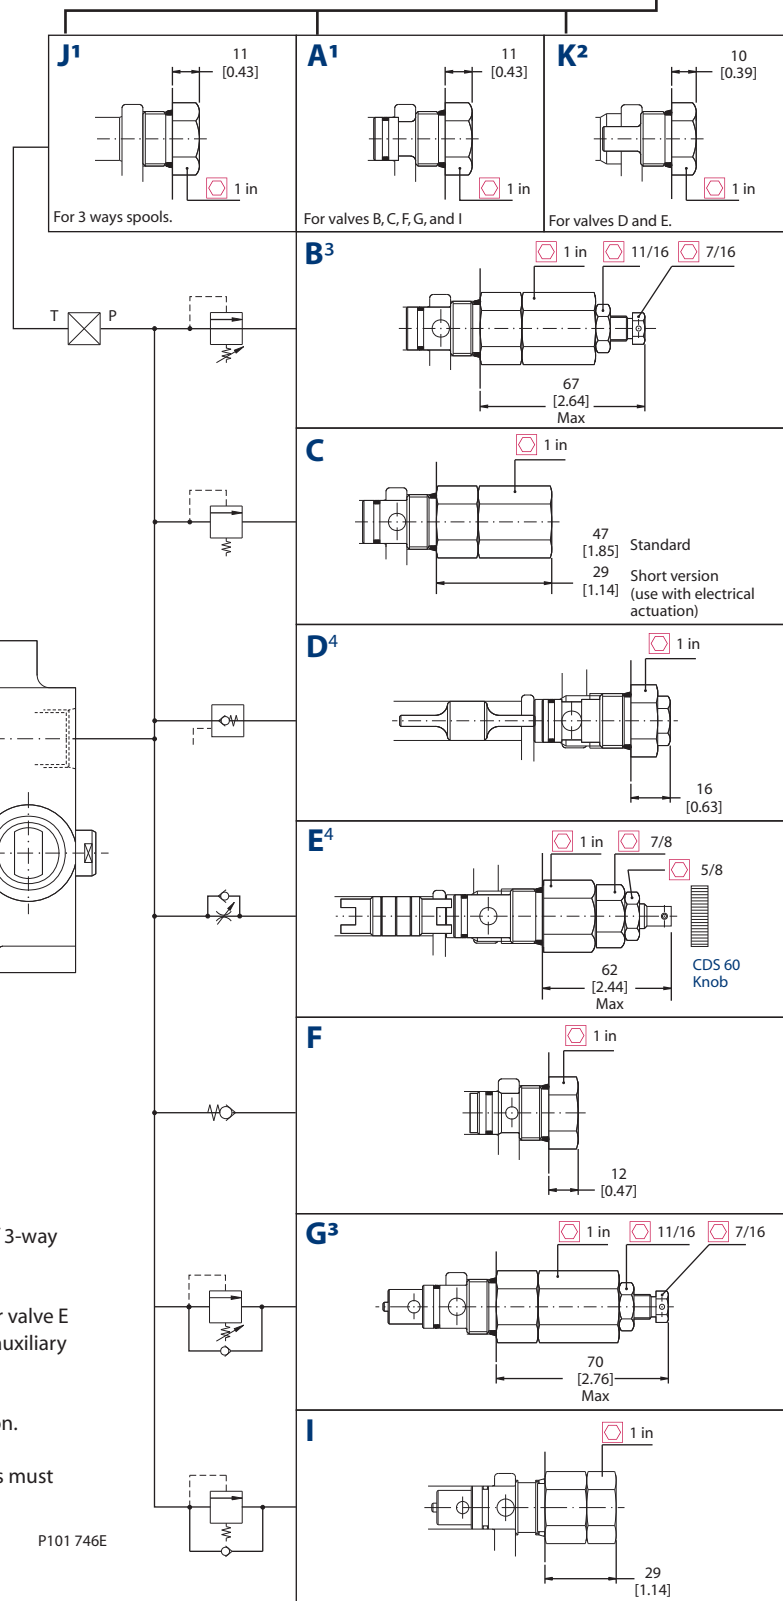 J¹
11
[0.43]
1 in
For 3 ways spools.
A¹
11
[0.43]
1 in
For valves B, C, F, G, and I
K²
10
[0.39]
1 in
For valves D and E.
T
P
B³
1 in
11/16
7/16
67
[2.64]
Max
C
1 in
47
[1.85]
Standard
29
[1.14]
Short version
(use with electrical
actuation)
D⁴
1 in
16
[0.63]
E⁴
1 in
7/8
5/8
62
[2.44]
Max
CDS 60
Knob
F
1 in
12
[0.47]
3-way
G³
1 in
11/16
7/16
r valve E
auxiliary
70
[2.76]
Max
on.
I
1 in
s must
P101 746E
29
[1.14]